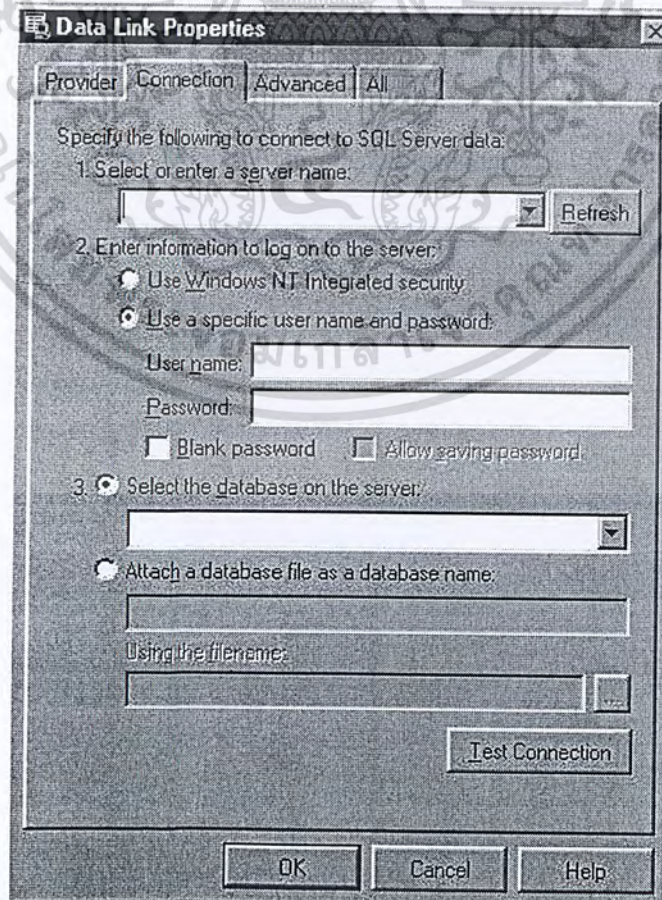 Data Link Properties
Provider Connection Advanced All
Specify the following to connect to SQL Server data:
1. Select or enter a server name:
Refresh
2. Enter information to log on to the server:
Use Windows NT Integrated security
Use a specific user name and password:
User name:
Password:
Blank password Allow saving password
3. Select the database on the server:
Attach a database file as a database name:
Using the filename:
...
Test Connection
OK Cancel Help